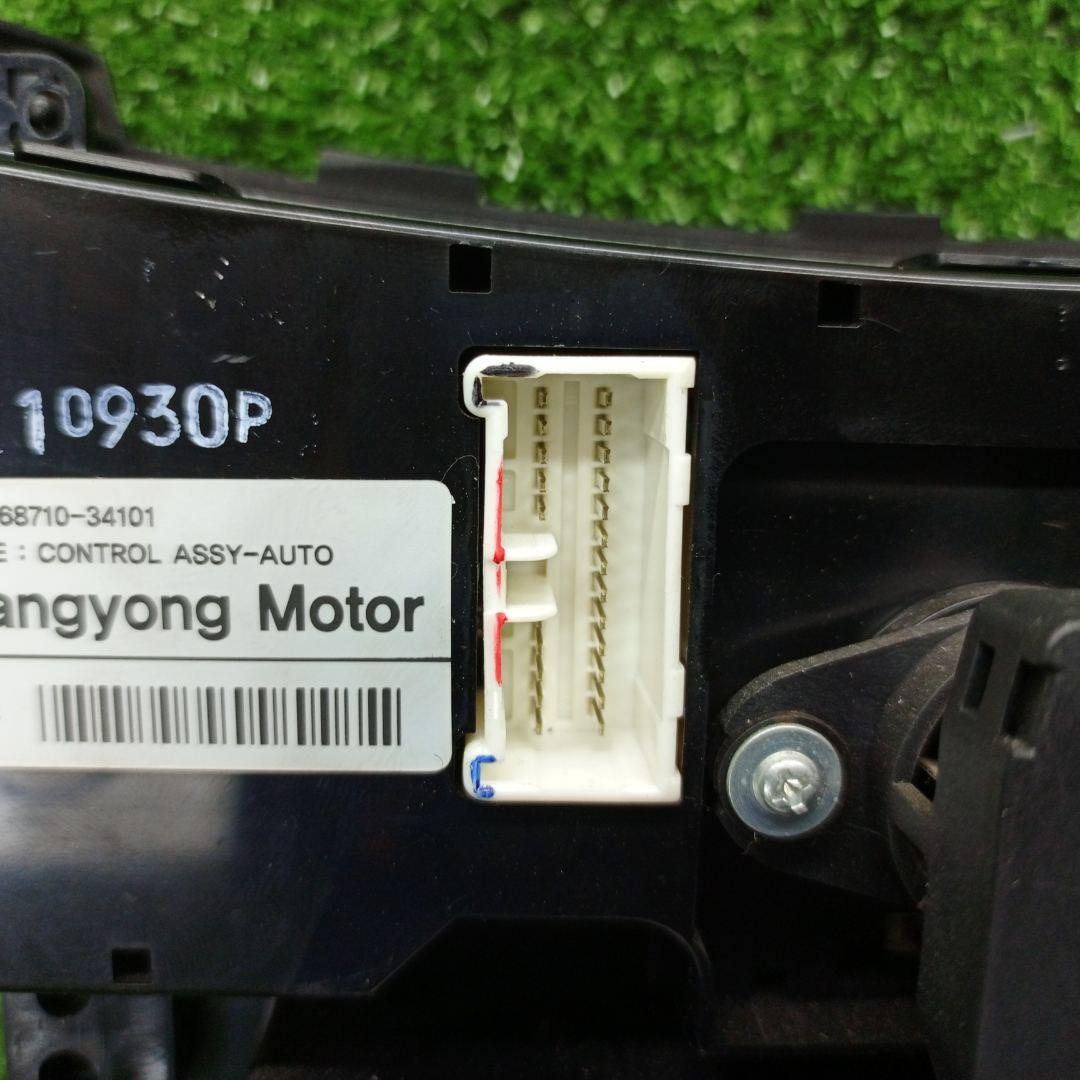 10930P
68710-34101
E : CONTROL ASSY-AUTO
angyong Motor